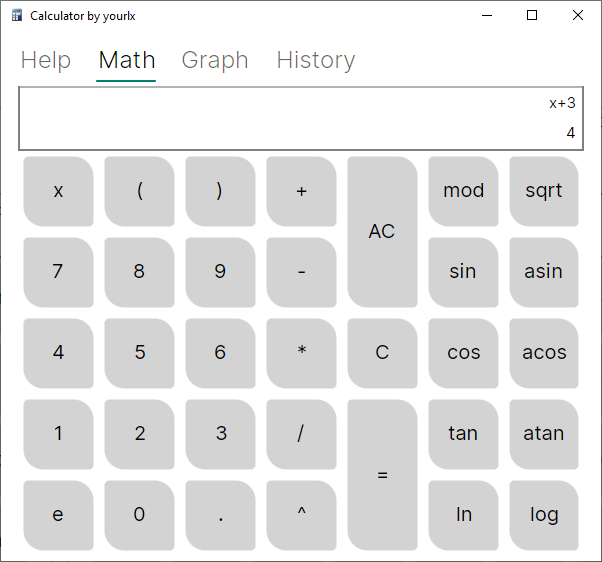 Calculator by yourlx
Help Math Graph History
x+3
4
x ( ) + AC mod sqrt
7 8 9 - sin asin
4 5 6 * C cos acos
1 2 3 / = tan atan
e 0 . ^ ln log